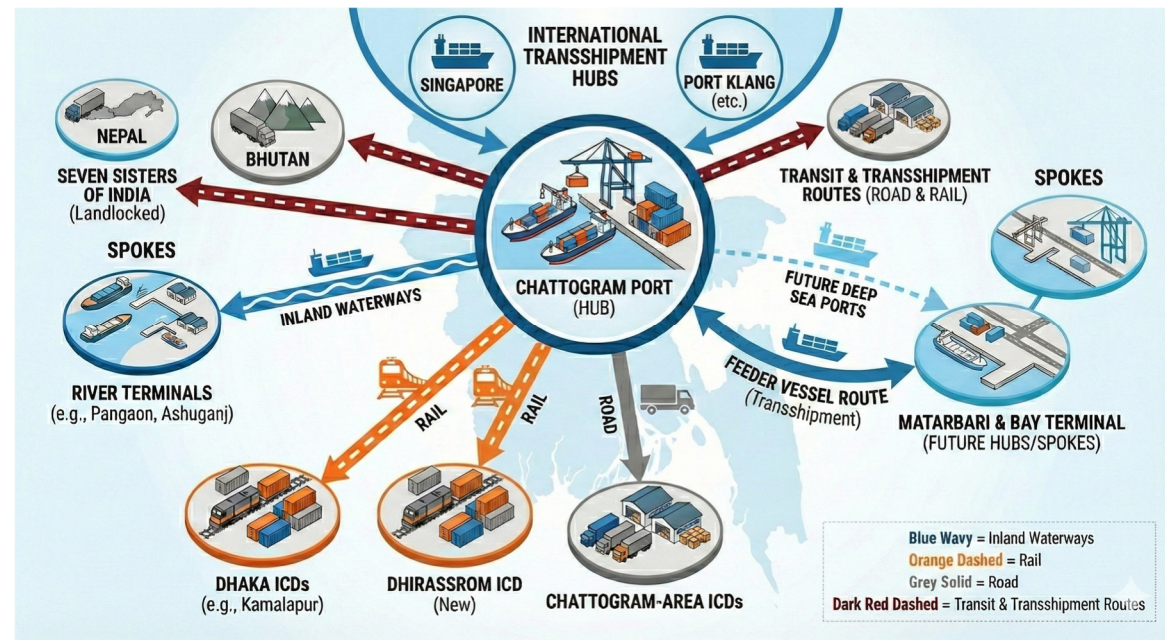 INTERNATIONAL
TRANSSHIPMENT
HUBS
SINGAPORE
PORT KLANG
(etc.)
NEPAL
SEVEN SISTERS
OF INDIA
(Landlocked)
BHUTAN
TRANSIT & TRANSSHIPMENT
ROUTES (ROAD & RAIL)
SPOKES
SPOKES
CHATTOGRAM PORT
(HUB)
INLAND WATERWAYS
FUTURE DEEP
SEA PORTS
RIVER TERMINALS
(e.g., Pangaon, Ashuganj)
RAIL
RAIL
ROAD
FEEDER VESSEL ROUTE
(Transshipment)
MATARBARI & BAY TERMINAL
(FUTURE HUBS/SPOKES)
DHAKA ICDs
(e.g., Kamalapur)
DHIRASSROM ICD
(New)
CHATTOGRAM-AREA ICDs
Blue Wavy = Inland Waterways
Orange Dashed = Rail
Grey Solid = Road
Dark Red Dashed = Transit & Transshipment Routes